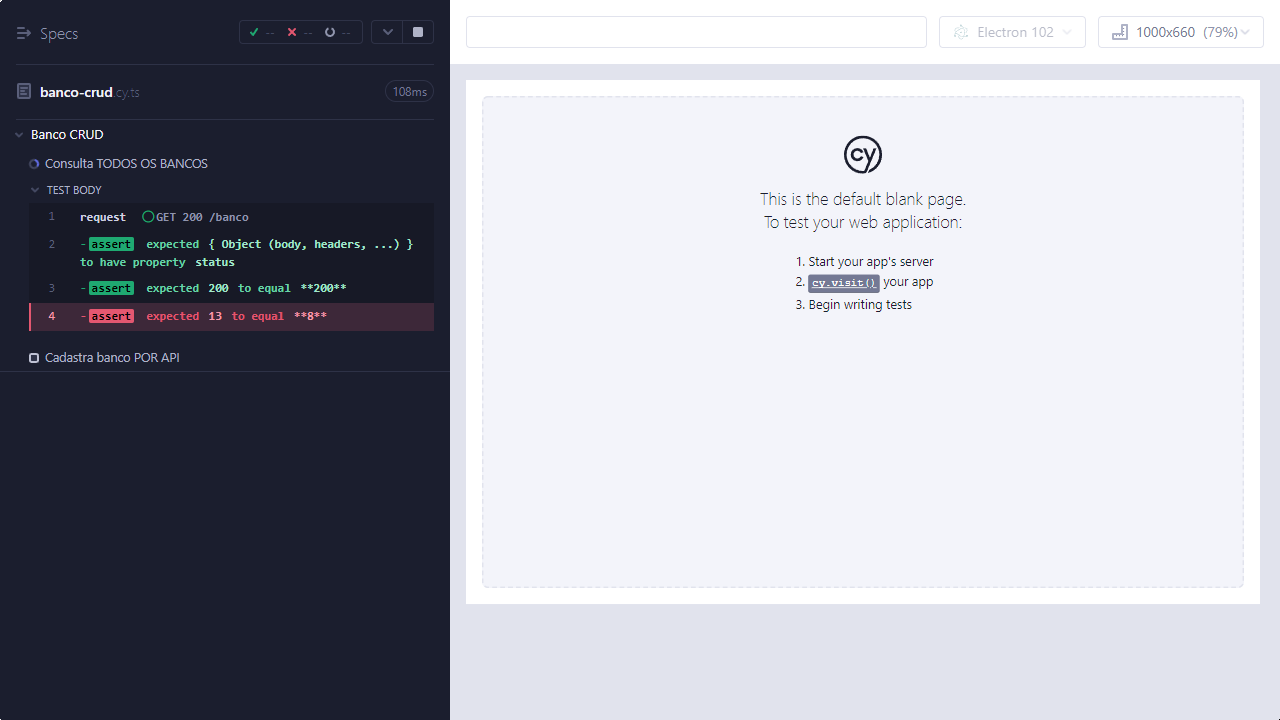 Specs
--
--
--
banco-crud.cy.ts
108ms
Banco CRUD
Consulta TODOS OS BANCOS
TEST BODY
1 request GET 200 /banco
2 -assert expected { Object (body, headers, ...) }
to have property status
3 -assert expected 200 to equal **200**
4 -assert expected 13 to equal **8**
Cadastra banco POR API
Electron 102
1000x660 (79%)
cy
This is the default blank page.
To test your web application:
1. Start your app's server
2. cy.visit() your app
3. Begin writing tests